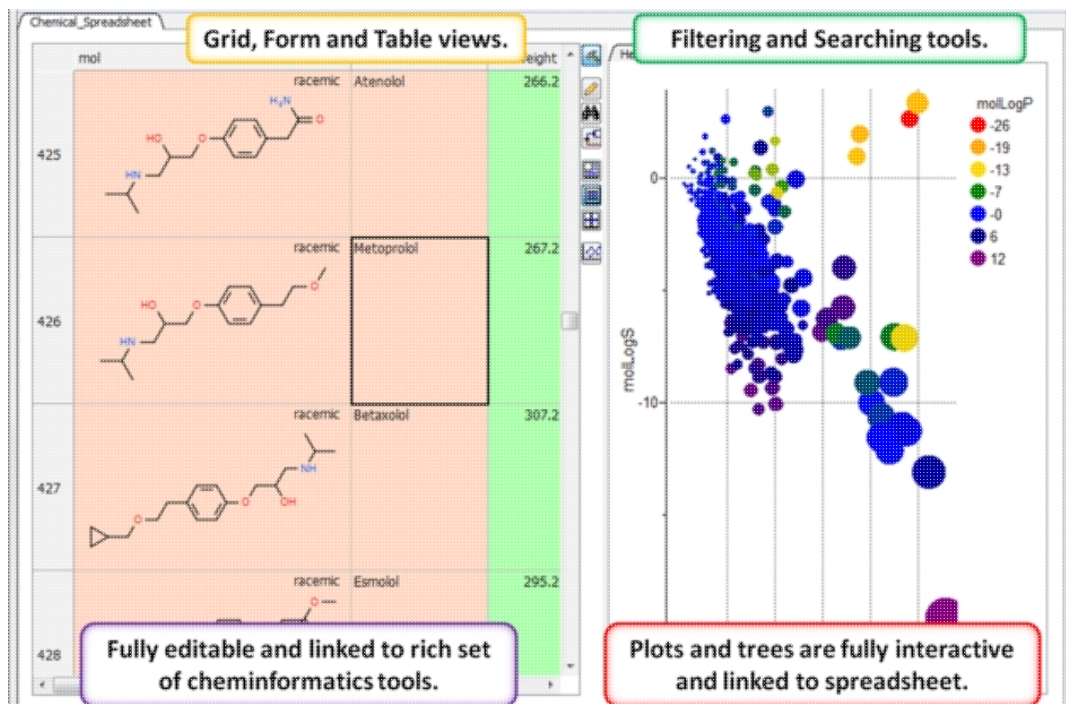 Chemical_Spreadsheet
Grid, Form and Table views.
Filtering and Searching tools.
mol
eight
He
racemic Atenolol 266.2
H₂N
O
HO
O
425
HN
racemic Metoprolol 267.2
O
HO
O
426
HN
racemic Betaxolol 307.2
NH
427
O
OH
O
racemic Esmolol 295.2
O
428
molLogP
-26
-19
-13
-7
-0
6
12
0
molLogS
-10
Fully editable and linked to rich set
of cheminformatics tools.
Plots and trees are fully interactive
and linked to spreadsheet.